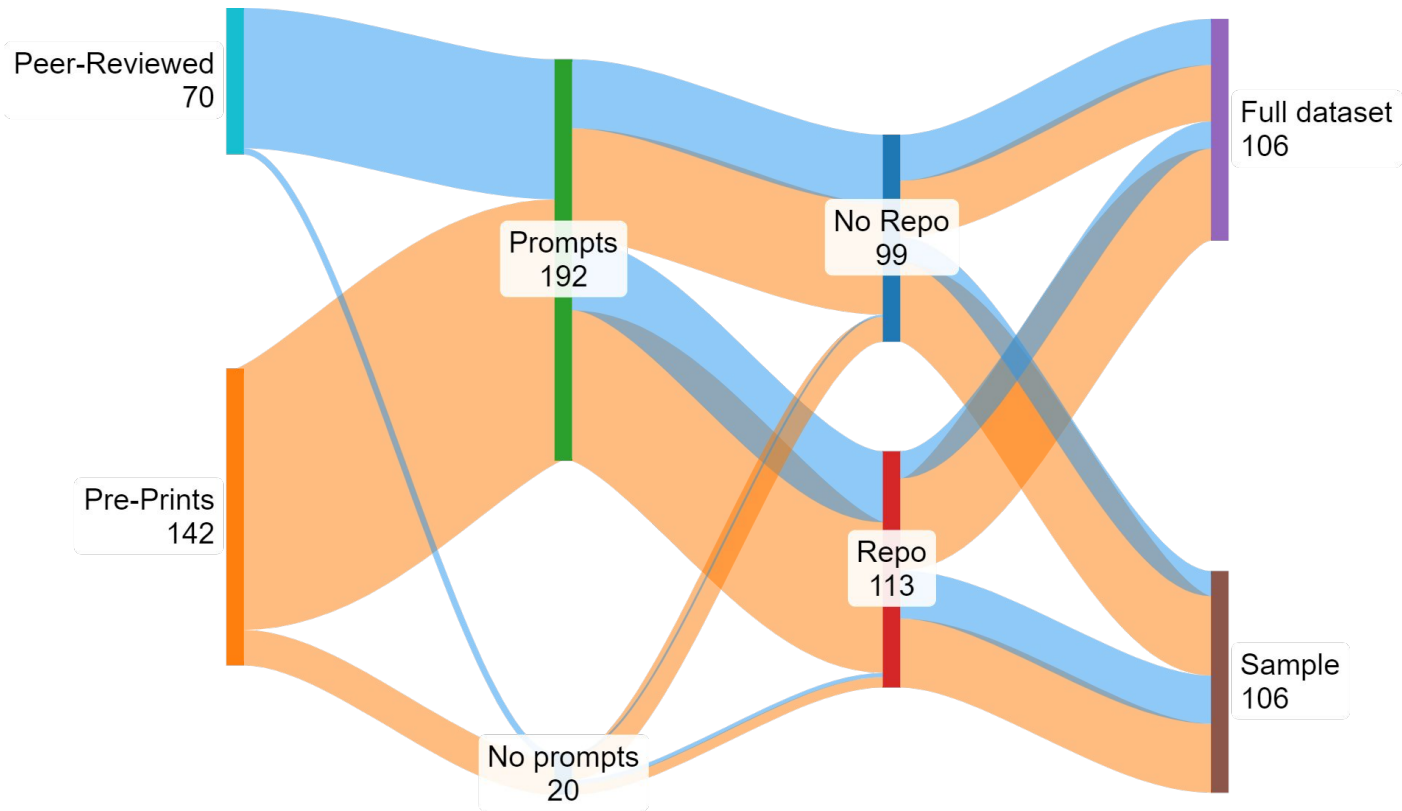 Peer-Reviewed
70
Pre-Prints
142
Prompts
192
No prompts
20
No Repo
99
Repo
113
Full dataset
106
Sample
106